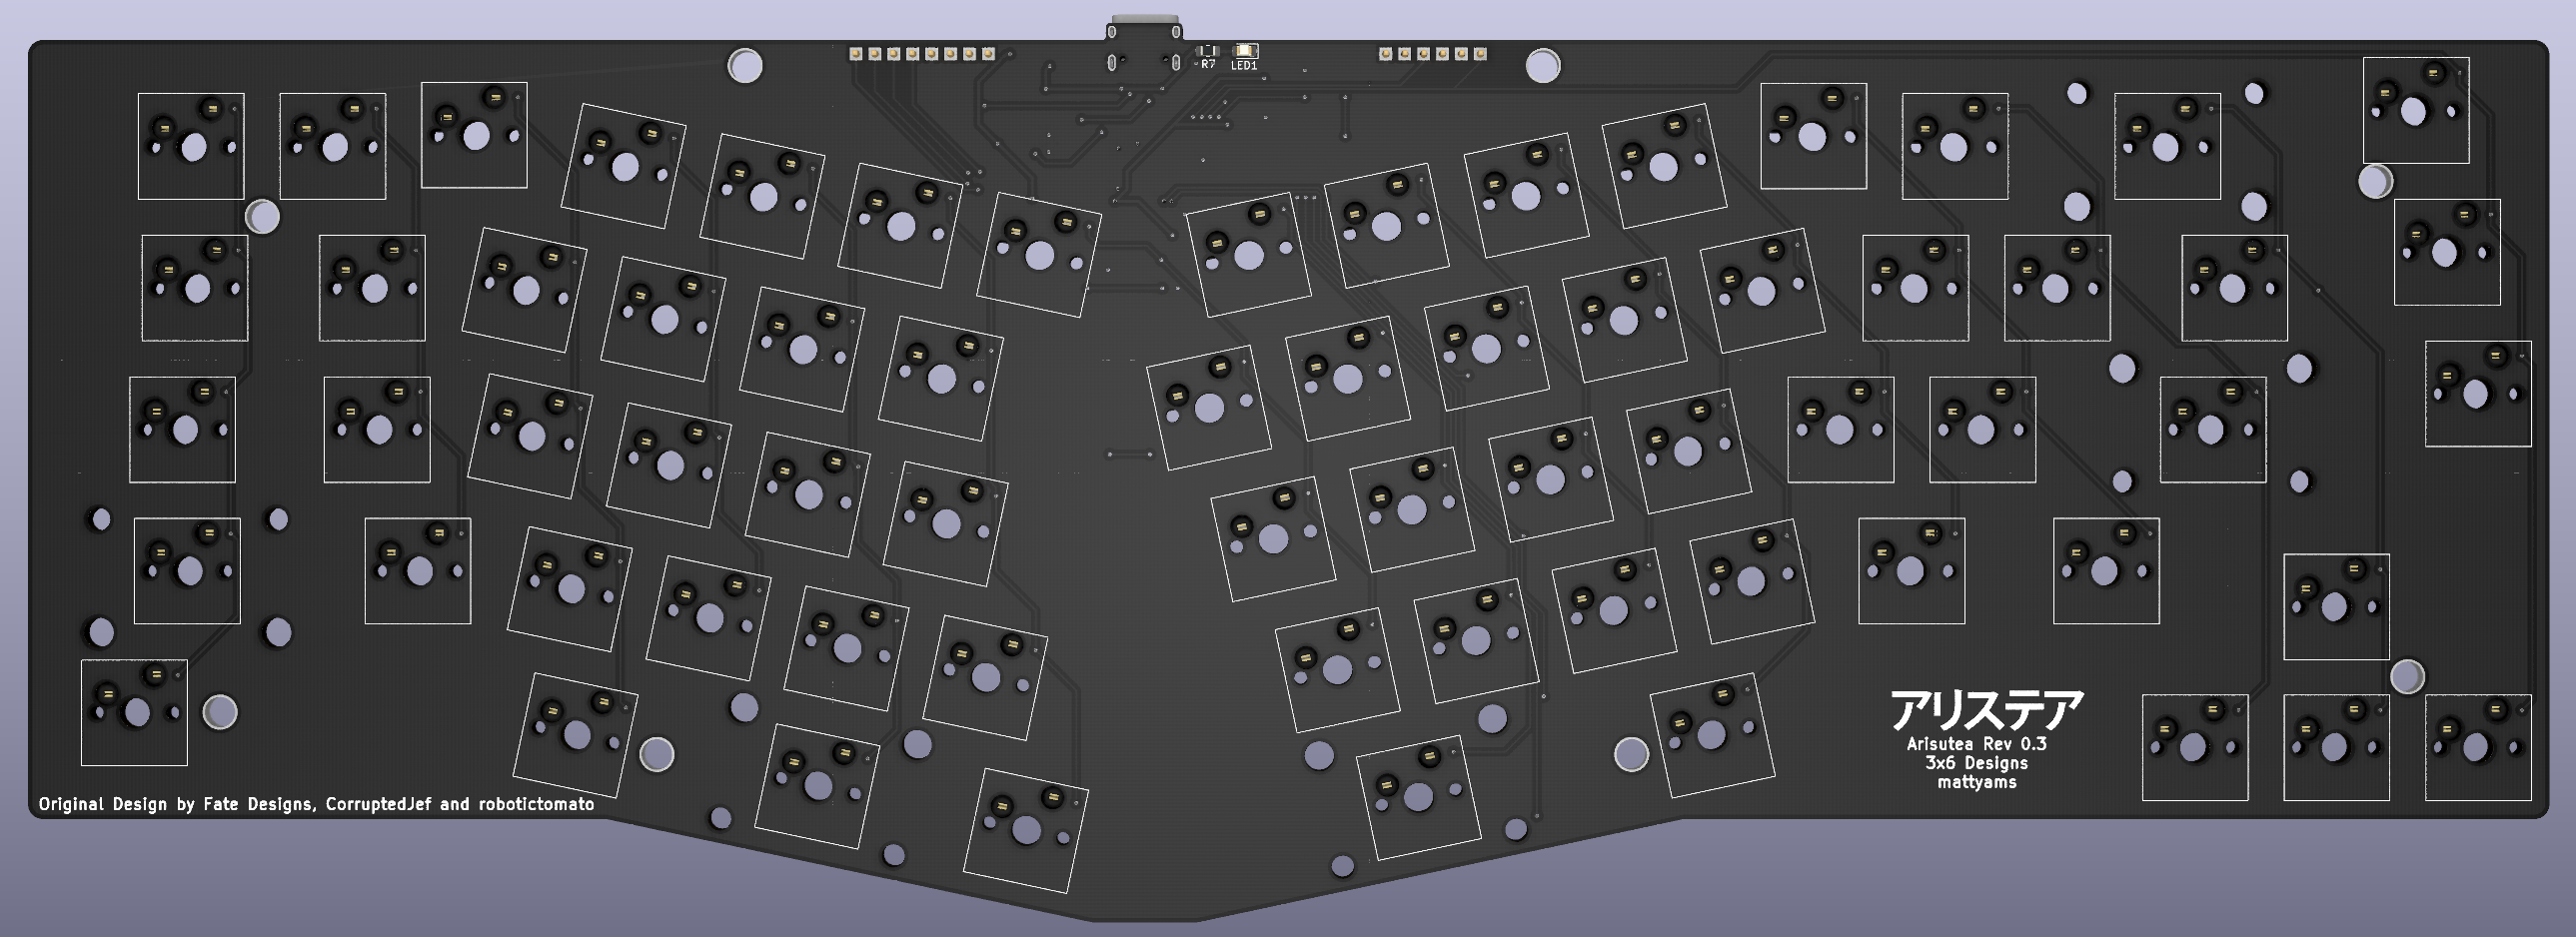 R7
LED1
アリステア
Arisutea Rev 0.3
3x6 Designs
mattyams
Original Design by Fate Designs, CorruptedJef and robotictomato